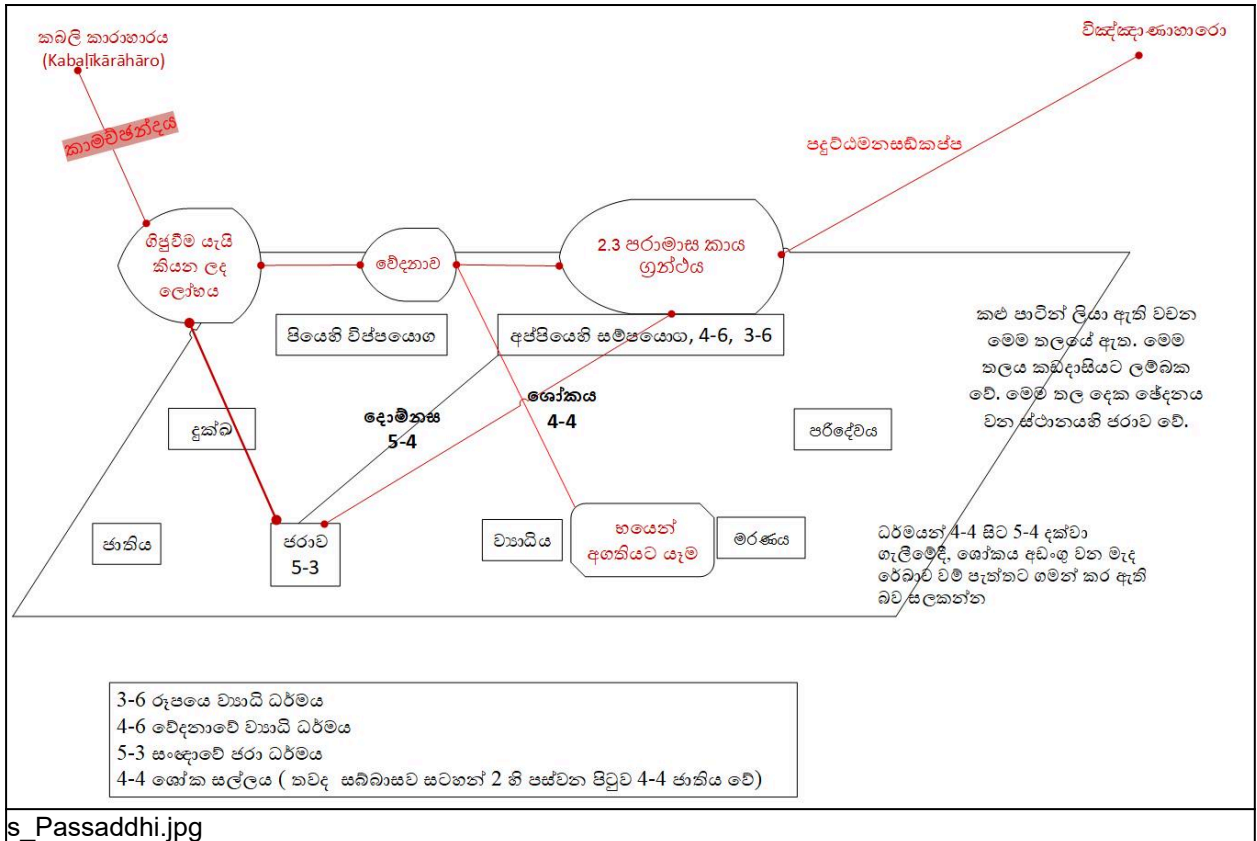 කබලි කාරාහාරය
(Kabaḷīkārāhāro)
විඤ්ඤාණාහාරො
කාමච්ඡන්දය
පදුට්ඨමනසඞ්කප්ප
ගිජුවීම යැයි
කියන ලද
ලෝභය
වේදනාව
2.3 පරාමාස කාය
ග්‍රන්ථය
පියෙහි විප්පයොග
අප්පියෙහි සම්පයොග, 4-6, 3-6
කළු පාටින් ලියා ඇති වචන
මෙම තලයේ ඇත. මෙම
තලය කඩදාසියට ලම්බක
වේ. මෙම තල දෙක ඡේදනය
වන ස්ථානයහි ජරාව වේ.
දුක්ඛ
දොම්නස
5-4
ශෝකය
4-4
පරිදේවය
ජාතිය
ජරාව
5-3
ව්‍යාධිය
භයෙන්
අගතියට යෑම
මරණය
ධර්මයන් 4-4 සිට 5-4 දක්වා
ගැලීමේදී, ශෝකය අඩංගු වන මැද
රේඛාව වම් පැත්තට ගමන් කර ඇති
බව සලකන්න
3-6 රූපයෙ ව්‍යාධි ධර්මය
4-6 වේදනාවේ ව්‍යාධි ධර්මය
5-3 සංඥාවේ ජරා ධර්මය
4-4 ශෝක සල්ලය ( තවද සබ්බාසව සටහන් 2 හි පස්වන පිටුව 4-4 ජාතිය වේ)
s_Passaddhi.jpg